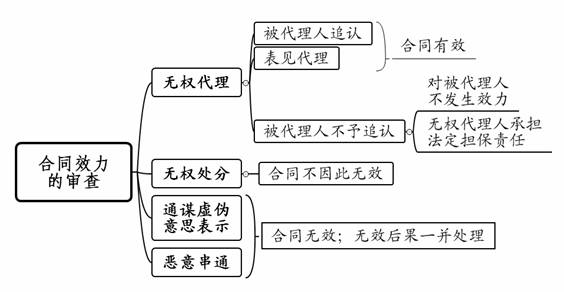 合同效力
的审查
无权代理
被代理人追认
表见代理
合同有效
被代理人不予追认
对被代理人
不发生效力
无权代理人承担
法定担保责任
无权处分
合同不因此无效
通谋虚伪
意思表示
恶意串通
合同无效；无效后果一并处理